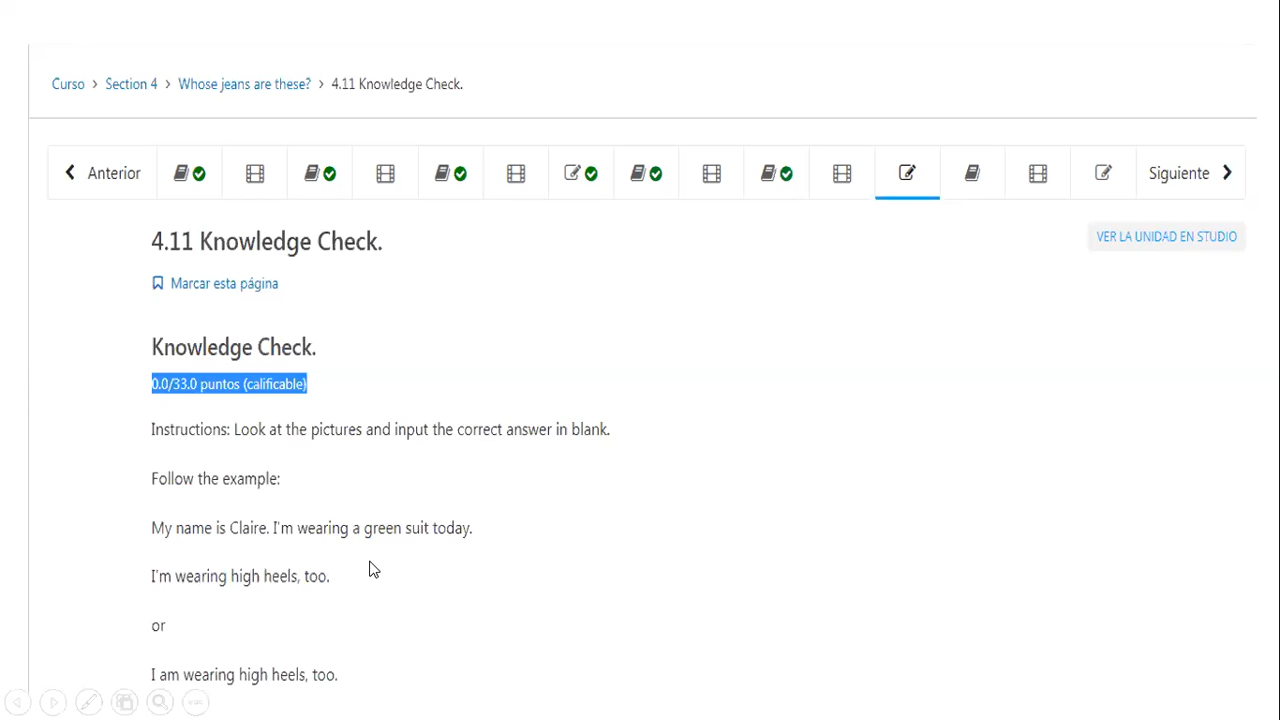 Curso > Section 4 > Whose jeans are these? > 4.11 Knowledge Check.
Anterior
Siguiente
4.11 Knowledge Check.
VER LA UNIDAD EN STUDIO
Marcar esta página
Knowledge Check.
0.0/33.0 puntos (calificable)
Instructions: Look at the pictures and input the correct answer in blank.
Follow the example:
My name is Claire. I'm wearing a green suit today.
I'm wearing high heels, too.
or
I am wearing high heels, too.